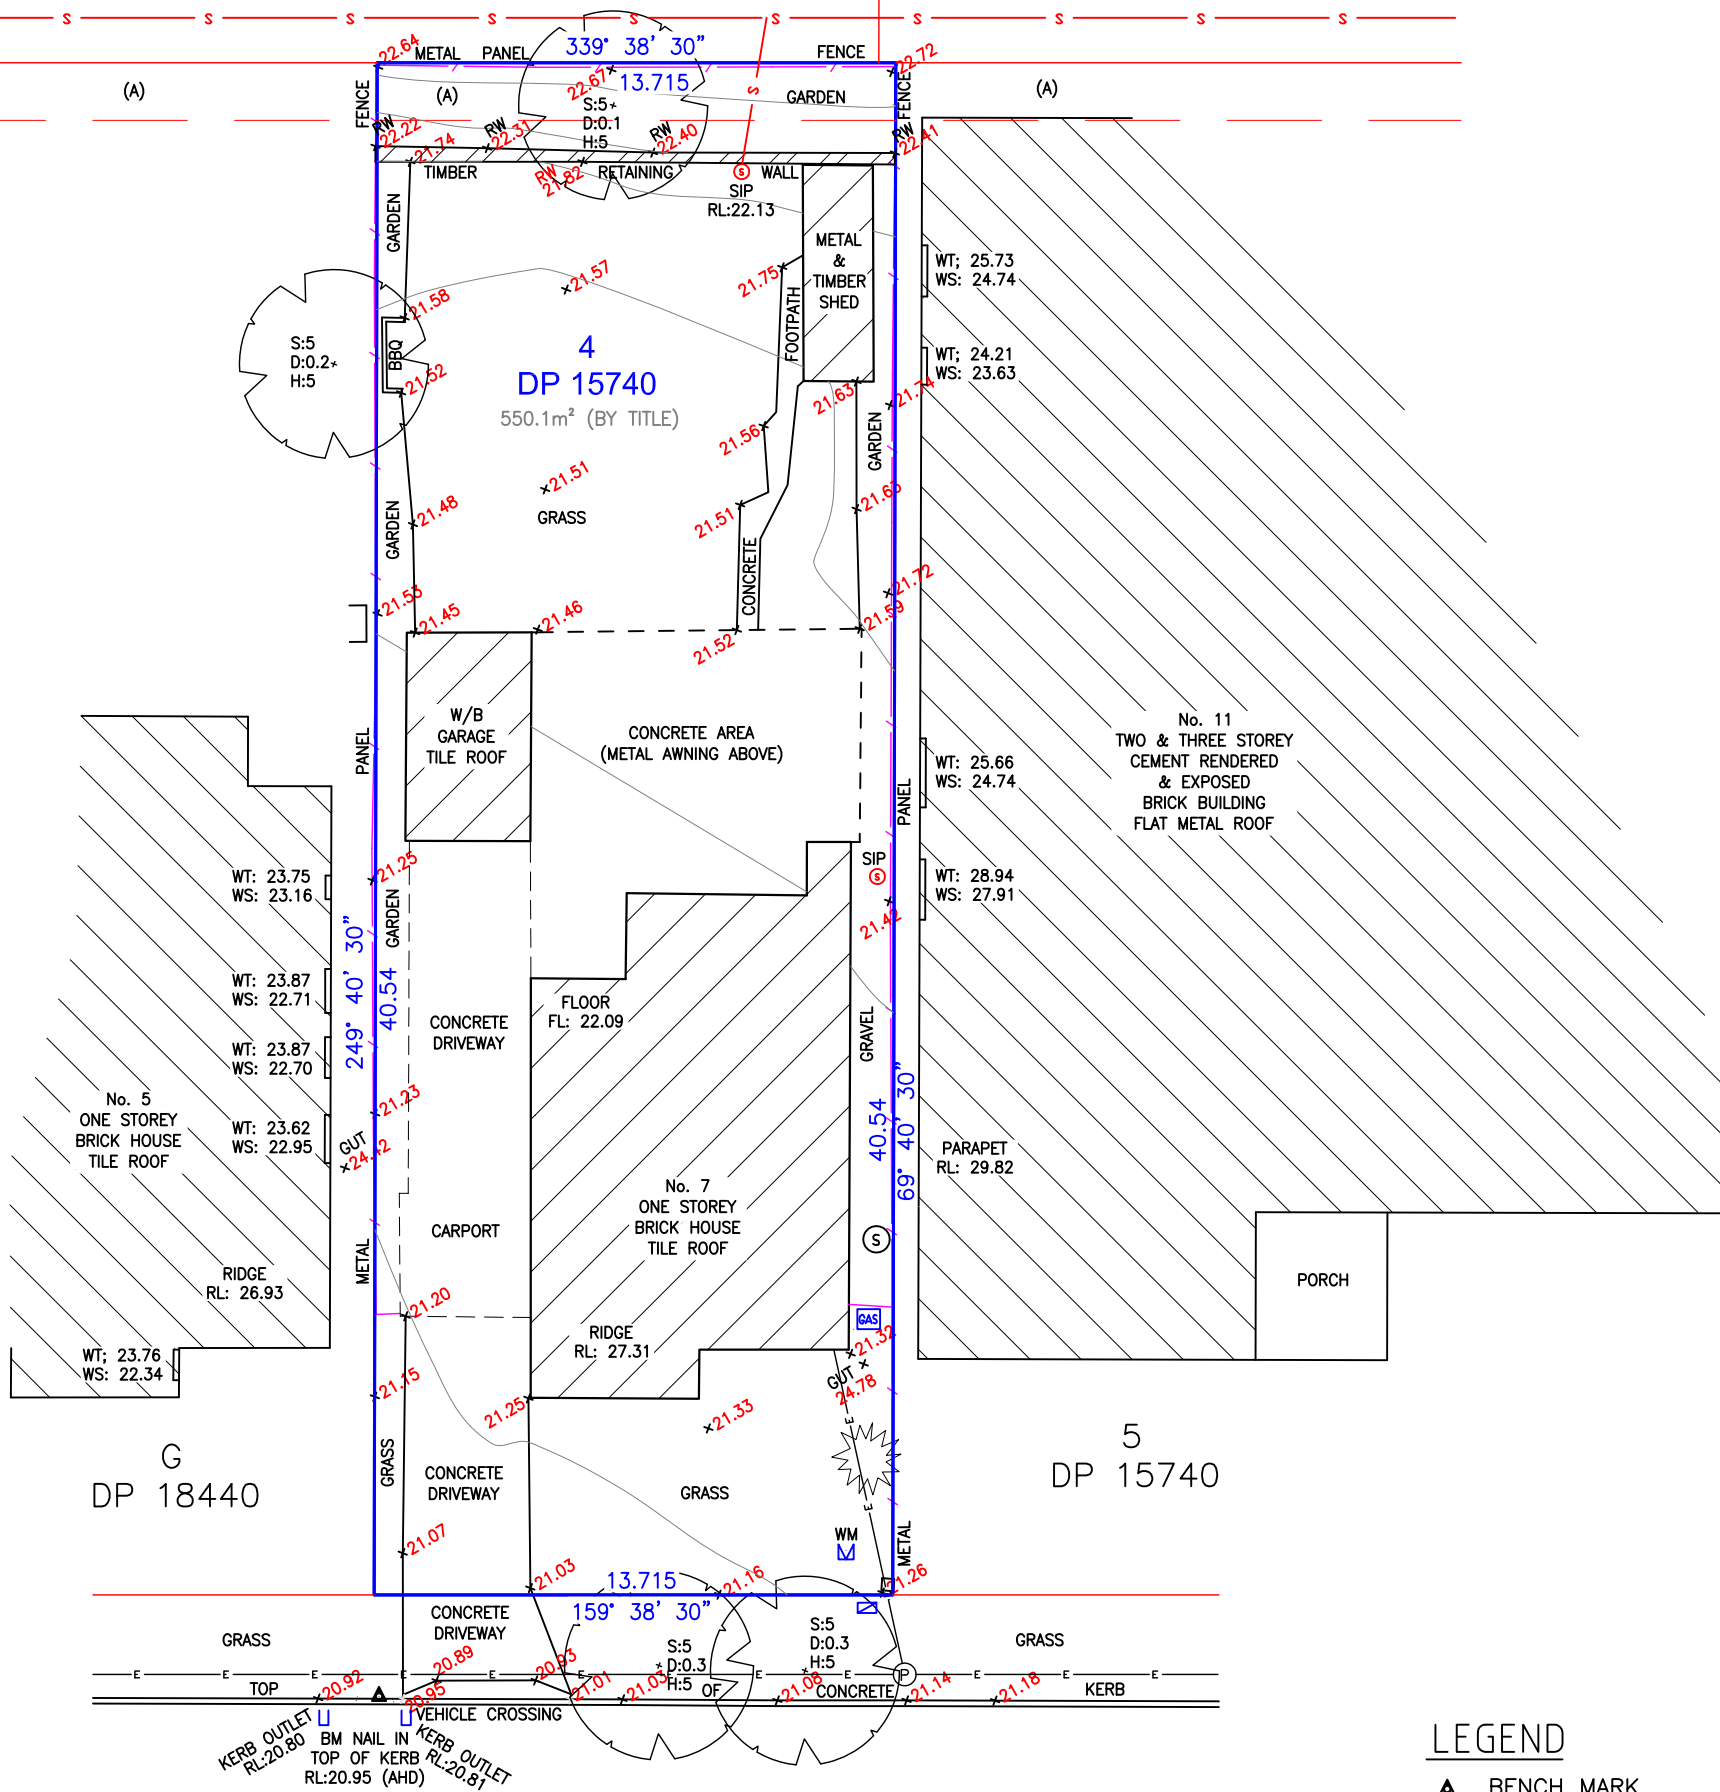 S S S S S S S S S S
22.64
METAL PANEL
339° 38' 30"
FENCE
22.72
(A)
FENCE
(A)
22.67
13.715
S
GARDEN
FENCE
(A)
S:5
D:0.1
H:5
RW
22.22
RW
22.31
RW
22.40
RW
22.41
21.74
TIMBER
RW
21.82
RETAINING
S
WALL
SIP
RL:22.13
GARDEN
METAL
&
TIMBER
SHED
WT; 25.73
WS: 24.74
21.75
21.57
21.58
FOOTPATH
S:5
D:0.2
H:5
BBQ
21.52
4
DP 15740
550.1m² (BY TITLE)
WT; 24.21
WS: 23.63
21.63
21.74
21.56
GARDEN
21.51
21.48
GRASS
21.51
21.63
GARDEN
CONCRETE
21.72
21.53
21.45
21.46
21.52
21.59
W/B
GARAGE
TILE ROOF
CONCRETE AREA
(METAL AWNING ABOVE)
PANEL
PANEL
WT: 25.66
WS: 24.74
No. 11
TWO & THREE STOREY
CEMENT RENDERED
& EXPOSED
BRICK BUILDING
FLAT METAL ROOF
21.25
SIP
S
WT: 23.75
WS: 23.16
WT: 28.94
WS: 27.91
21.42
GARDEN
249° 40' 30"
40.54
WT: 23.87
WS: 22.71
FLOOR
FL: 22.09
CONCRETE
DRIVEWAY
GRAVEL
WT: 23.87
WS: 22.70
No. 5
ONE STOREY
BRICK HOUSE
TILE ROOF
21.23
WT: 23.62
WS: 22.95
GUT
24.42
40.54
69° 40' 30"
PARAPET
RL: 29.82
No. 7
ONE STOREY
BRICK HOUSE
TILE ROOF
CARPORT
S
METAL
RIDGE
RL: 26.93
PORCH
21.20
GAS
RIDGE
RL: 27.31
21.32
WT; 23.76
WS: 22.34
GUT
24.78
21.15
21.25
21.33
E
G
DP 18440
GRASS
CONCRETE
DRIVEWAY
GRASS
5
DP 15740
E
21.07
WM
METAL
21.03
13.715
21.16
21.26
159° 38' 30"
GRASS
CONCRETE
DRIVEWAY
S:5
D:0.3
H:5
S:5
D:0.3
H:5
GRASS
E E E E E E E E E P E E E
TOP
20.92
20.89
20.93
20.95
21.01
21.03
OF
21.08
CONCRETE
21.14
21.18
KERB
VEHICLE CROSSING
KERB OUTLET
RL:20.80
BM NAIL IN
TOP OF KERB
RL:20.95 (AHD)
KERB OUTLET
RL:20.81
LEGEND
BENCH MARK